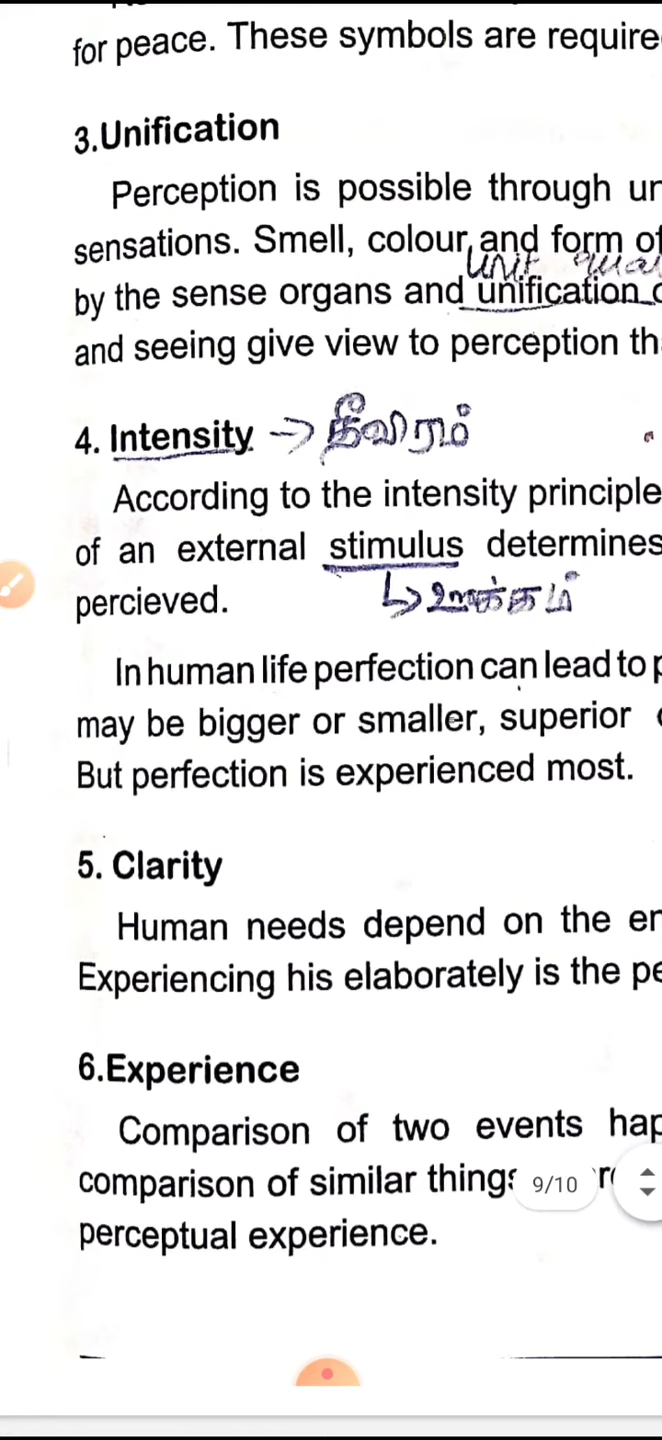 for peace. These symbols are require
3.Unification
Perception is possible through ur
sensations. Smell, colour and form of
unit
by the sense organs and unification
and seeing give view to perception th
4. Intensity → தீவிரம்
According to the intensity principle
of an external stimulus determines
percieved. ↳ ஊக்கம்
In human life perfection can lead to p
may be bigger or smaller, superior
But perfection is experienced most.
5. Clarity
Human needs depend on the en
Experiencing his elaborately is the pe
6.Experience
Comparison of two events hap
comparison of similar things 9/10
perceptual experience.